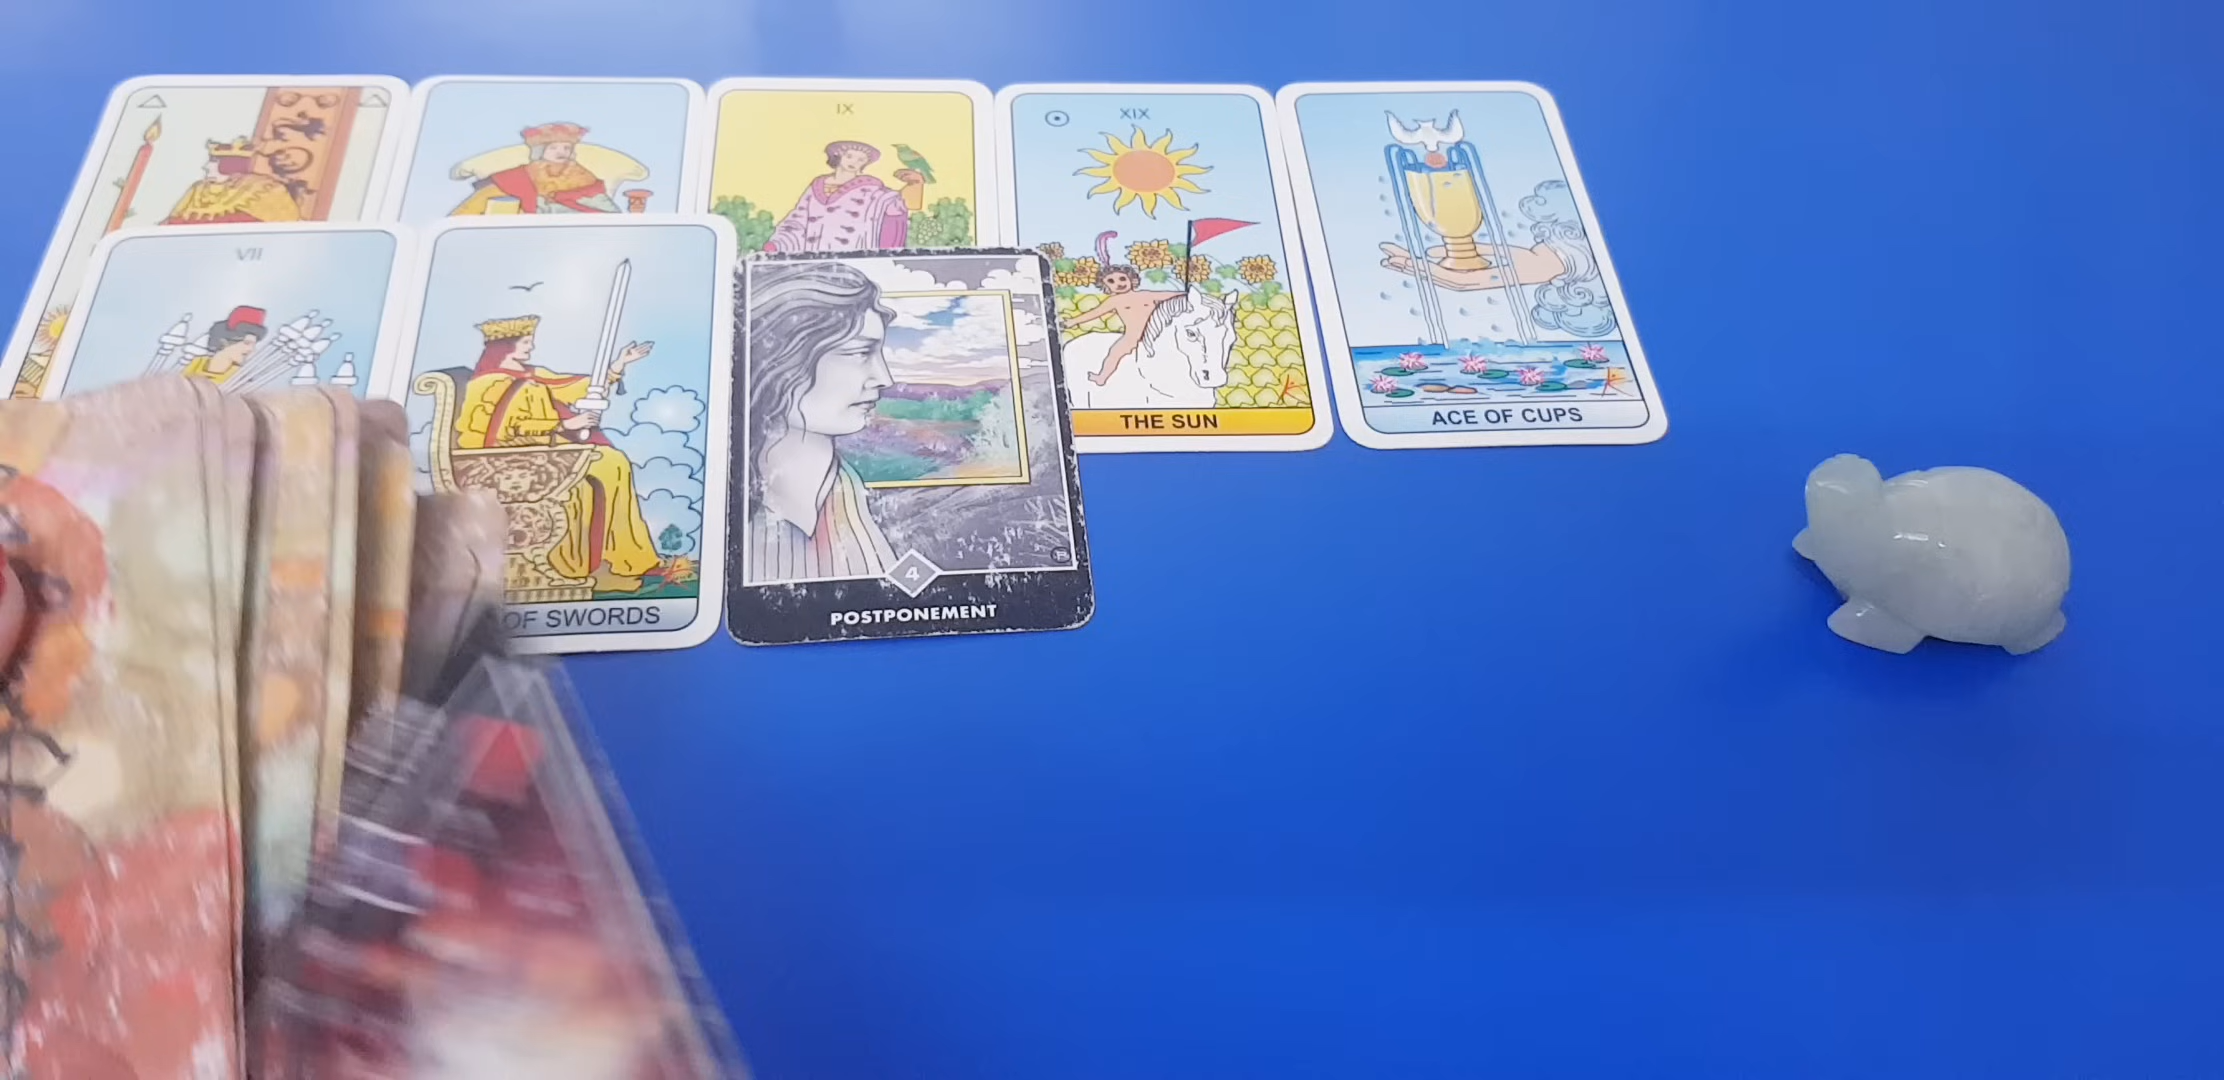 IX
XIX
VII
THE SUN
ACE OF CUPS
OF SWORDS
4
POSTPONEMENT